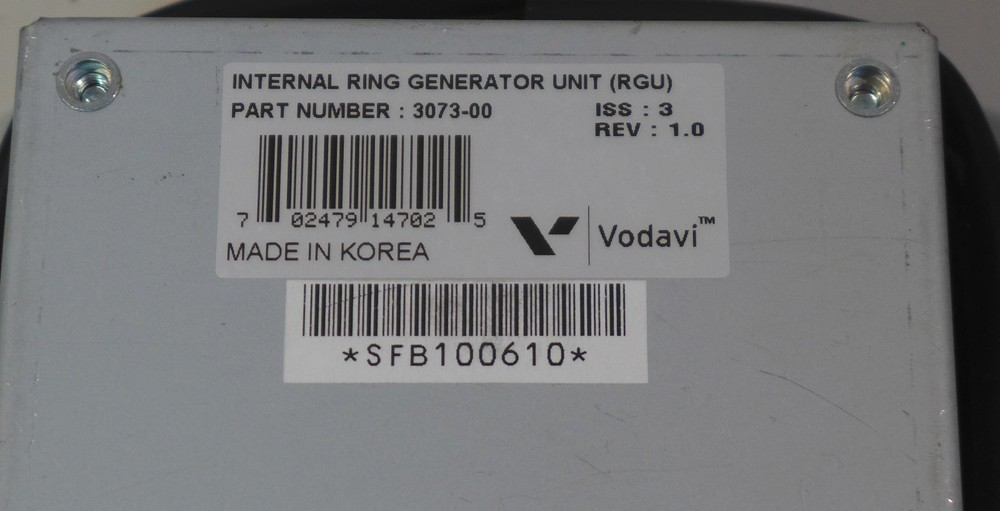 INTERNAL RING GENERATOR UNIT (RGU)
PART NUMBER : 3073-00
ISS : 3
REV : 1.0
7 02479 14702 5
Vodavi™
MADE IN KOREA
*SFB100610*